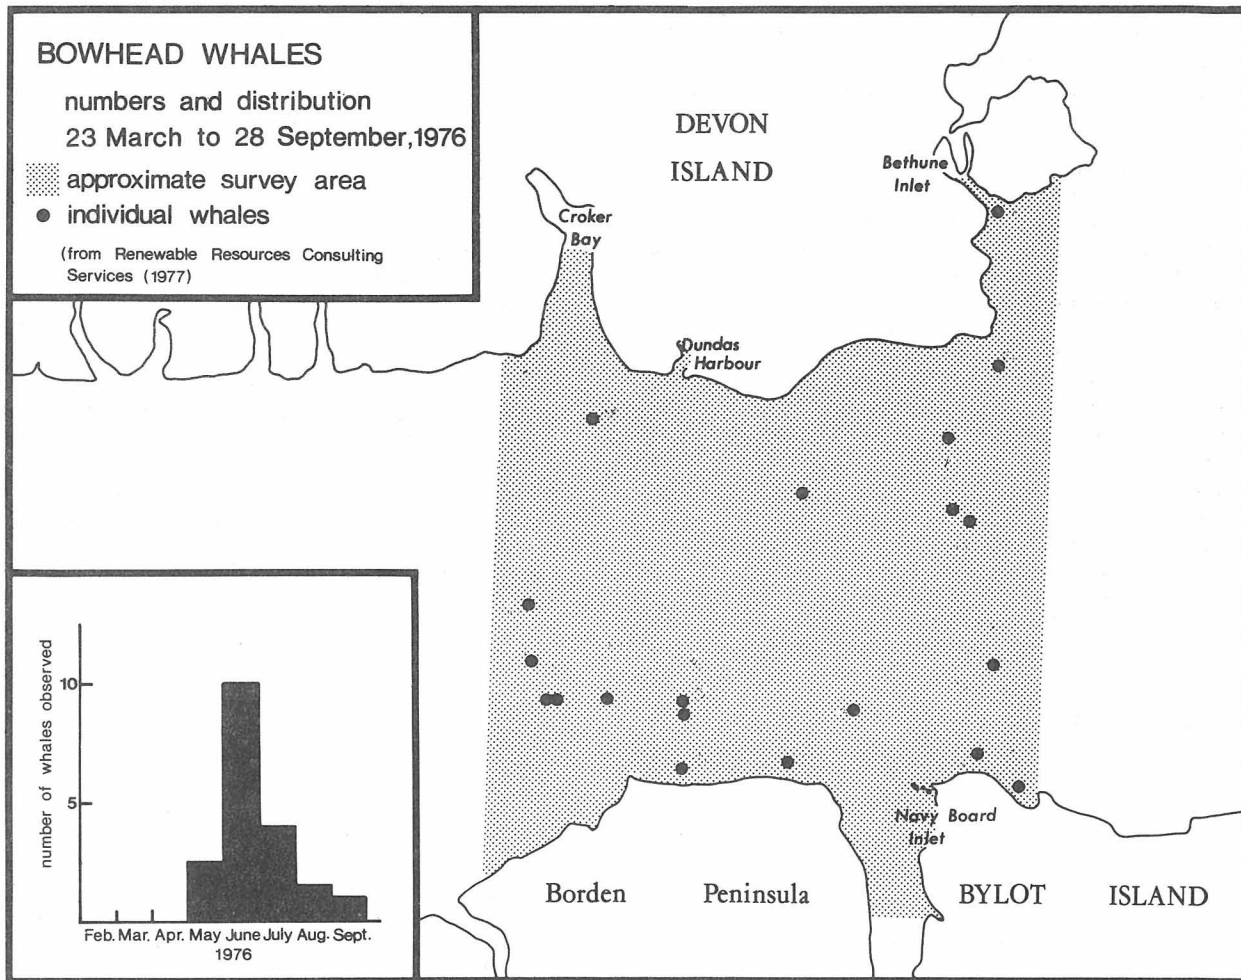 BOWHEAD WHALES
numbers and distribution
23 March to 28 September,1976
approximate survey area
individual whales
(from Renewable Resources Consulting
Services (1977)
DEVON
ISLAND
Bethune
Inlet
Croker
Bay
Dundas
Harbour
Navy Board
Inlet
Borden Peninsula BYLOT ISLAND
number of whales observed
10
5
Feb. Mar. Apr. May June July Aug. Sept.
1976